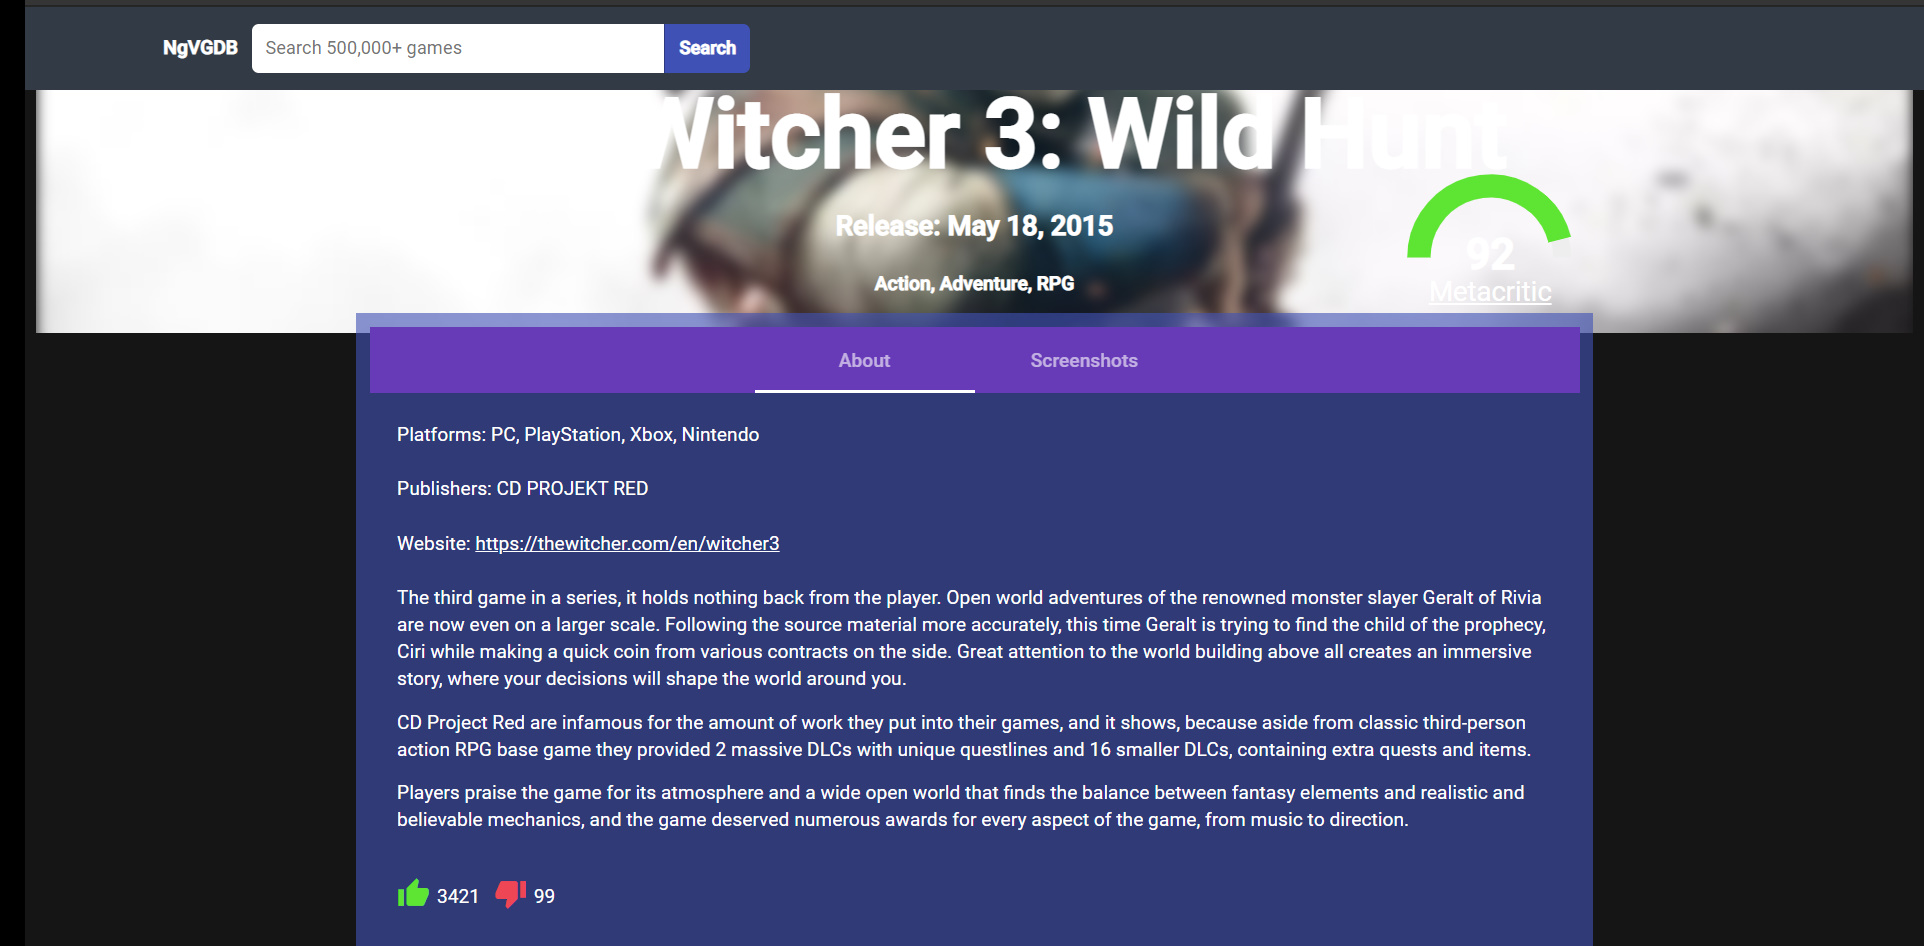 NgVGDB
Search 500,000+ games
Search
Witcher 3: Wild Hunt
Release: May 18, 2015
Action, Adventure, RPG
92
Metacritic
About
Screenshots
Platforms: PC, PlayStation, Xbox, Nintendo
Publishers: CD PROJEKT RED
Website: https://thewitcher.com/en/witcher3
The third game in a series, it holds nothing back from the player. Open world adventures of the renowned monster slayer Geralt of Rivia
are now even on a larger scale. Following the source material more accurately, this time Geralt is trying to find the child of the prophecy,
Ciri while making a quick coin from various contracts on the side. Great attention to the world building above all creates an immersive
story, where your decisions will shape the world around you.
CD Project Red are infamous for the amount of work they put into their games, and it shows, because aside from classic third-person
action RPG base game they provided 2 massive DLCs with unique questlines and 16 smaller DLCs, containing extra quests and items.
Players praise the game for its atmosphere and a wide open world that finds the balance between fantasy elements and realistic and
believable mechanics, and the game deserved numerous awards for every aspect of the game, from music to direction.
3421
99